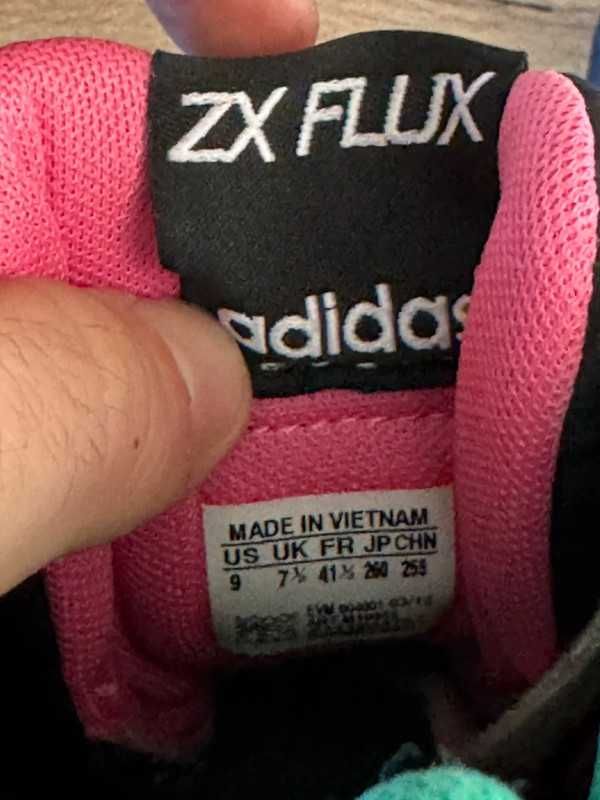 ZX FLUX
adidas
MADE IN VIETNAM
US UK FR JP CHN
9 7½ 41⅓ 260 255